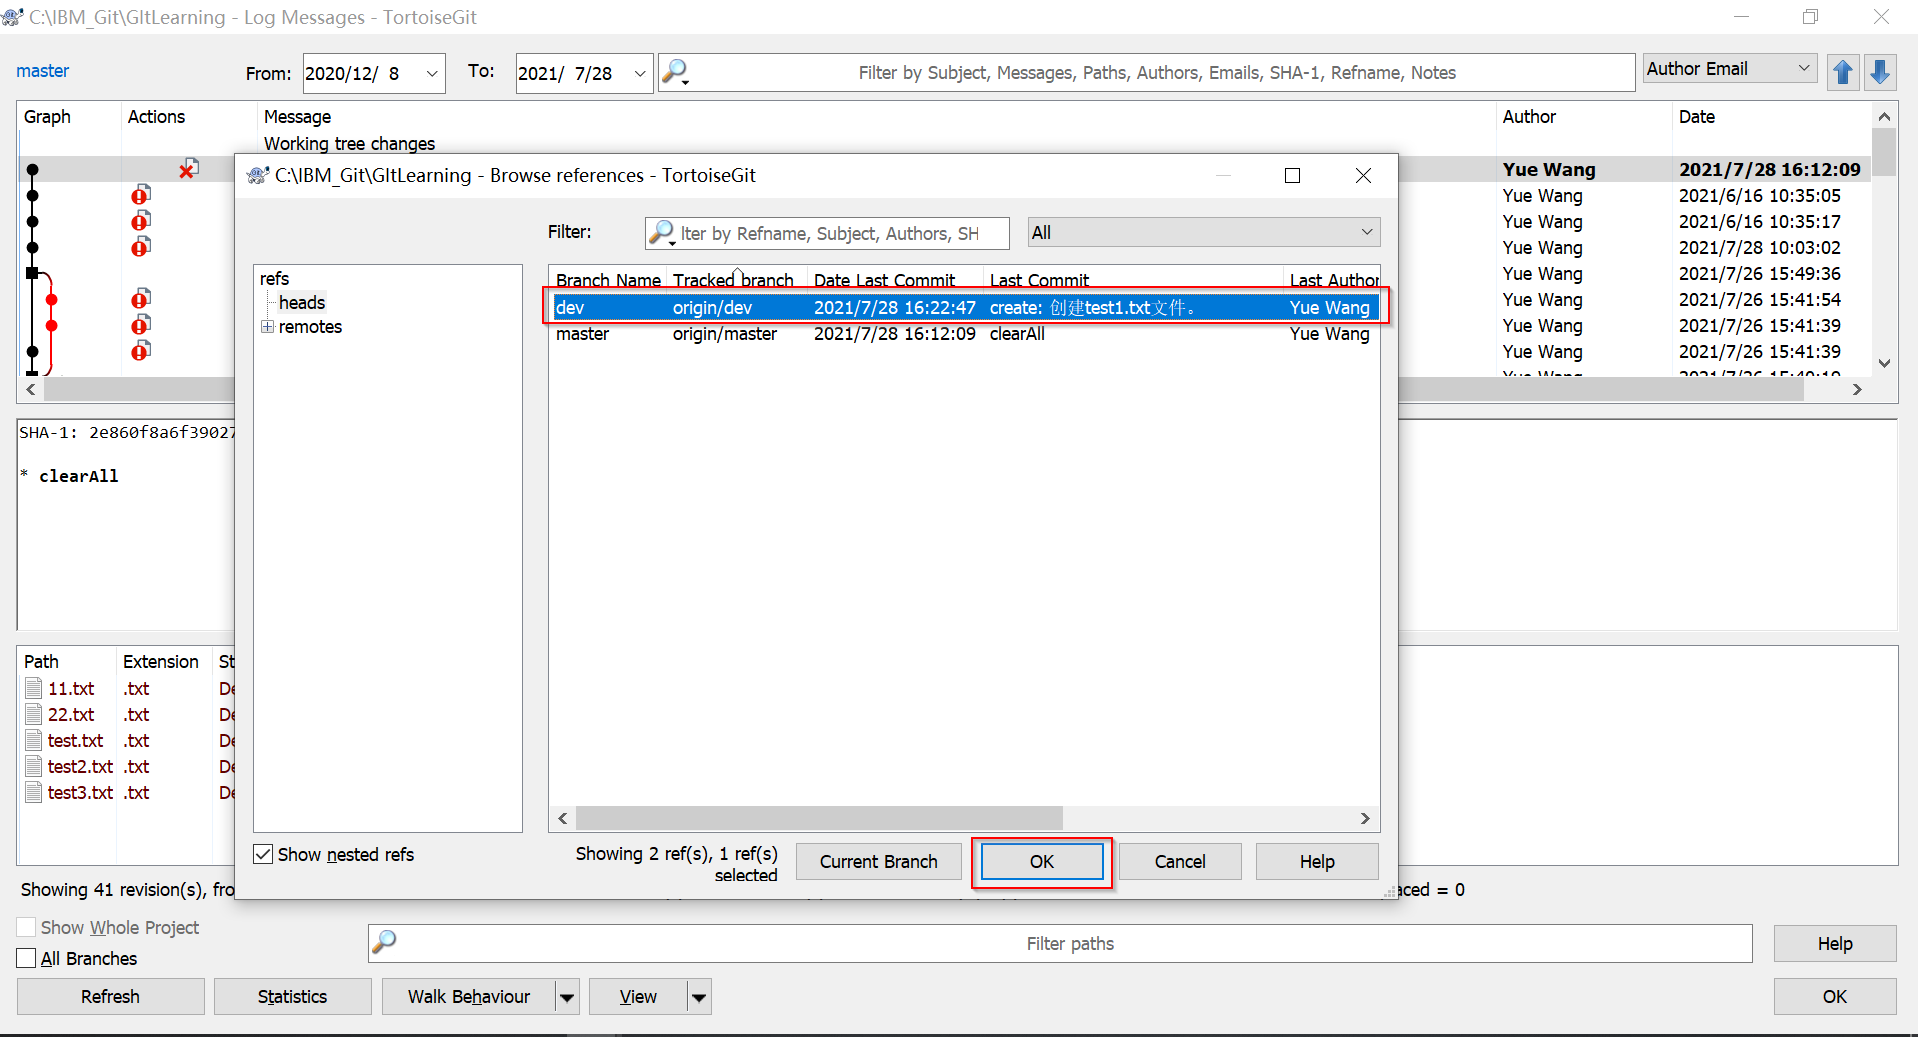 C:\IBM_Git\GItLearning - Log Messages - TortoiseGit
master From: 2020/12/ 8 To: 2021/ 7/28 Filter by Subject, Messages, Paths, Authors, Emails, SHA-1, Refname, Notes Author Email
Graph Actions Message Author Date
Working tree changes
Yue Wang 2021/7/28 16:12:09
Yue Wang 2021/6/16 10:35:05
Yue Wang 2021/6/16 10:35:17
Yue Wang 2021/7/28 10:03:02
Yue Wang 2021/7/26 15:49:36
Yue Wang 2021/7/26 15:41:54
Yue Wang 2021/7/26 15:41:39
Yue Wang 2021/7/26 15:41:39
C:\IBM_Git\GItLearning - Browse references - TortoiseGit
Filter: lter by Refname, Subject, Authors, SH All
refs
heads
remotes
Branch Name Tracked branch Date Last Commit Last Commit Last Author
dev origin/dev 2021/7/28 16:22:47 create: 创建test1.txt文件。 Yue Wang
master origin/master 2021/7/28 16:12:09 clearAll Yue Wang
Show nested refs
Showing 2 ref(s), 1 ref(s)
selected
Current Branch OK Cancel Help
SHA-1: 2e860f8a6f39027
* clearAll
Path Extension St
11.txt .txt De
22.txt .txt De
test.txt .txt De
test2.txt .txt De
test3.txt .txt De
Showing 41 revision(s), fro aced = 0
Show Whole Project
Filter paths Help
All Branches
Refresh Statistics Walk Behaviour View OK